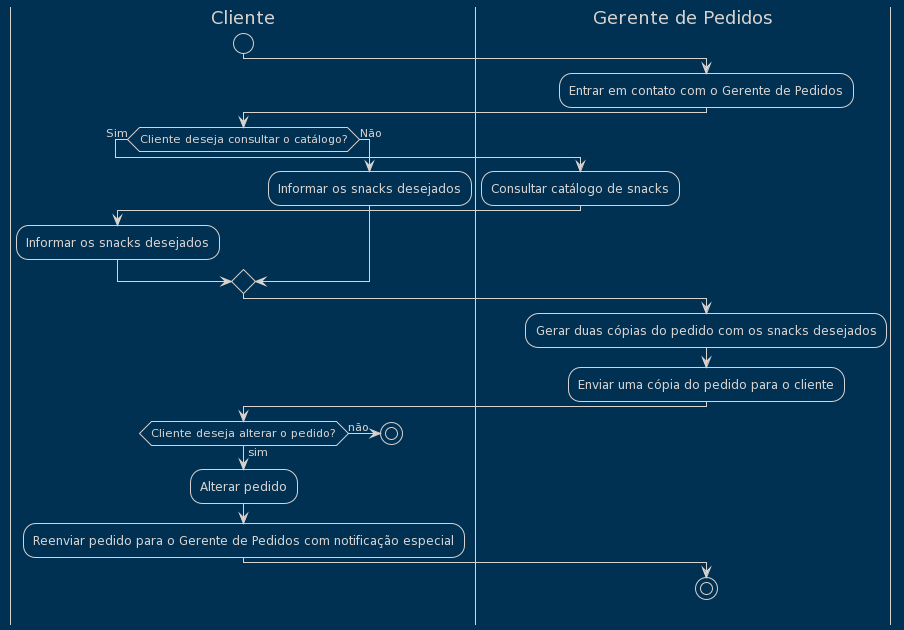 Cliente
Gerente de Pedidos
Entrar em contato com o Gerente de Pedidos
Sim
Cliente deseja consultar o catálogo?
Não
Informar os snacks desejados
Consultar catálogo de snacks
Informar os snacks desejados
Gerar duas cópias do pedido com os snacks desejados
Enviar uma cópia do pedido para o cliente
Cliente deseja alterar o pedido?
não
sim
Alterar pedido
Reenviar pedido para o Gerente de Pedidos com notificação especial